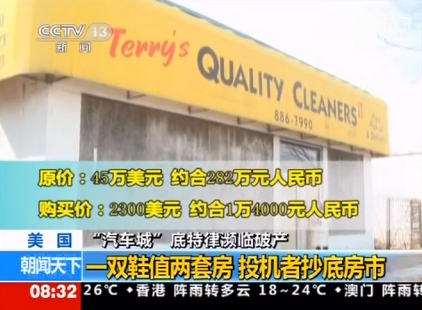 CCTV 13
新闻
Terry's
QUALITY CLEANERS II
886-7990
原价：45万美元 约合282万元人民币
购买价：2300美元 约合1万4000元人民币
美国 “汽车城”底特律濒临破产
朝闻天下 一双鞋值两套房 投机者抄底房市
08:32 26℃ •香港 阵雨转多云 18~24℃ •澳门 阵雨转